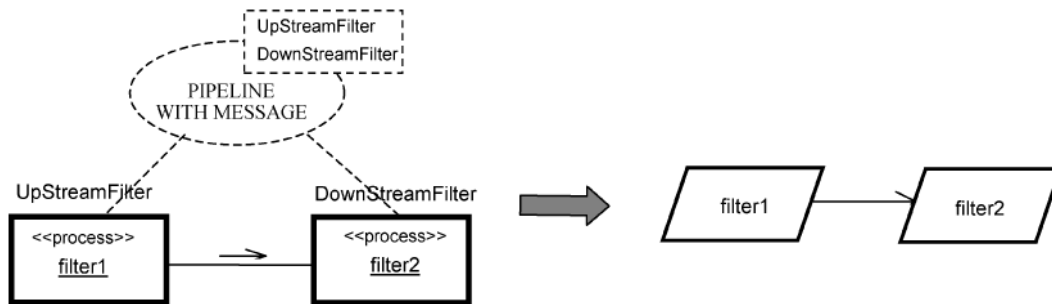 UpStreamFilter
DownStreamFilter
PIPELINE
WITH MESSAGE
UpStreamFilter
DownStreamFilter
<<process>>
filter1
<<process>>
filter2
filter1
filter2